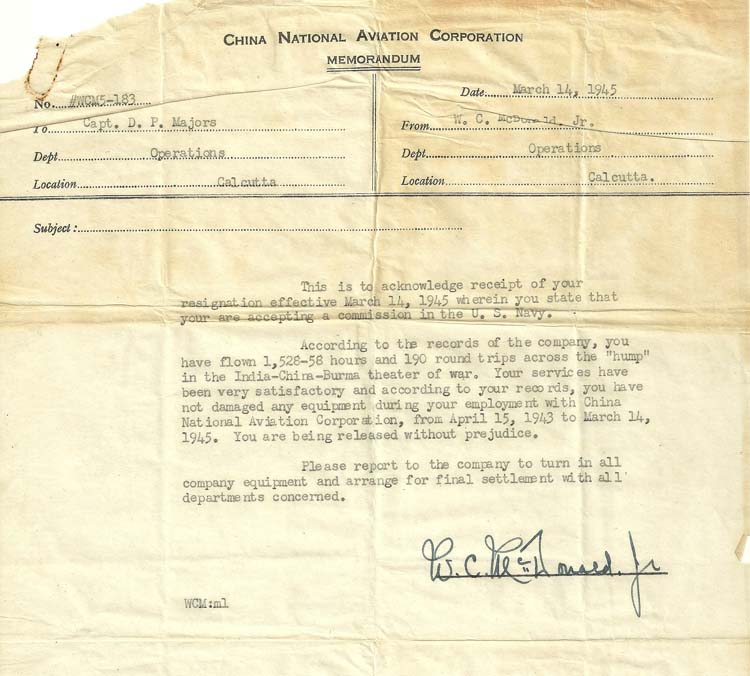 CHINA NATIONAL AVIATION CORPORATION
MEMORANDUM
No. #WCM5-183
Date March 14, 1945
To Capt. D. P. Majors
From W. C. McDonald, Jr.
Dept. Operations
Dept. Operations
Location Calcutta
Location Calcutta.
Subject:
This is to acknowledge receipt of your
resignation effective March 14, 1945 wherein you state that
your are accepting a commission in the U. S. Navy.
According to the records of the company, you
have flown 1,528-58 hours and 190 round trips across the "hump"
in the India-China-Burma theater of war. Your services have
been very satisfactory and according to your records, you have
not damaged any equipment during your employment with China
National Aviation Corporation, from April 15, 1943 to March 14,
1945. You are being released without prejudice.
Please report to the company to turn in all
company equipment and arrange for final settlement with all
departments concerned.
W. C. McDonald. Jr
WCM:ml